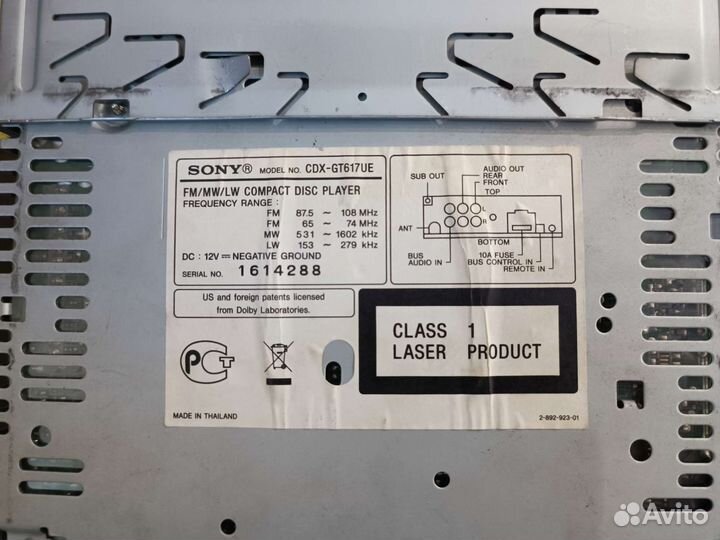 SONY® MODEL NO. CDX-GT617UE
FM/MW/LW COMPACT DISC PLAYER
FREQUENCY RANGE :
FM 87.5 ~ 108 MHz
FM 65 ~ 74 MHz
MW 531 ~ 1602 kHz
LW 153 ~ 279 kHz
DC : 12V⎓ NEGATIVE GROUND
SERIAL NO. 1614288
SUB OUT
AUDIO OUT
REAR
FRONT
TOP
L
R
ANT
BOTTOM
BUS
AUDIO IN
10A FUSE
BUS CONTROL IN
REMOTE IN
US and foreign patents licensed
from Dolby Laboratories.
CLASS 1
LASER PRODUCT
РСТ
MADE IN THAILAND
2-892-923-01
Avito